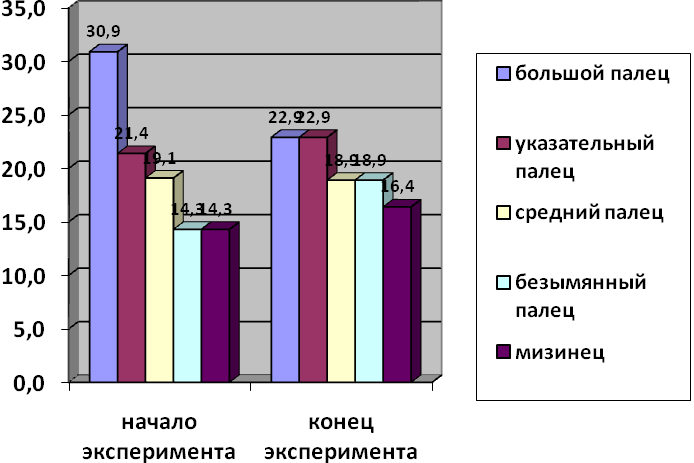 35,0
30,0
25,0
20,0
15,0
10,0
5,0
0,0
30,9
21,4
19,1
14,3
14,3
22,9
22,9
18,9
18,9
16,4
начало
эксперимента
конец
эксперимента
большой палец
указательный
палец
средний палец
безымянный
палец
мизинец